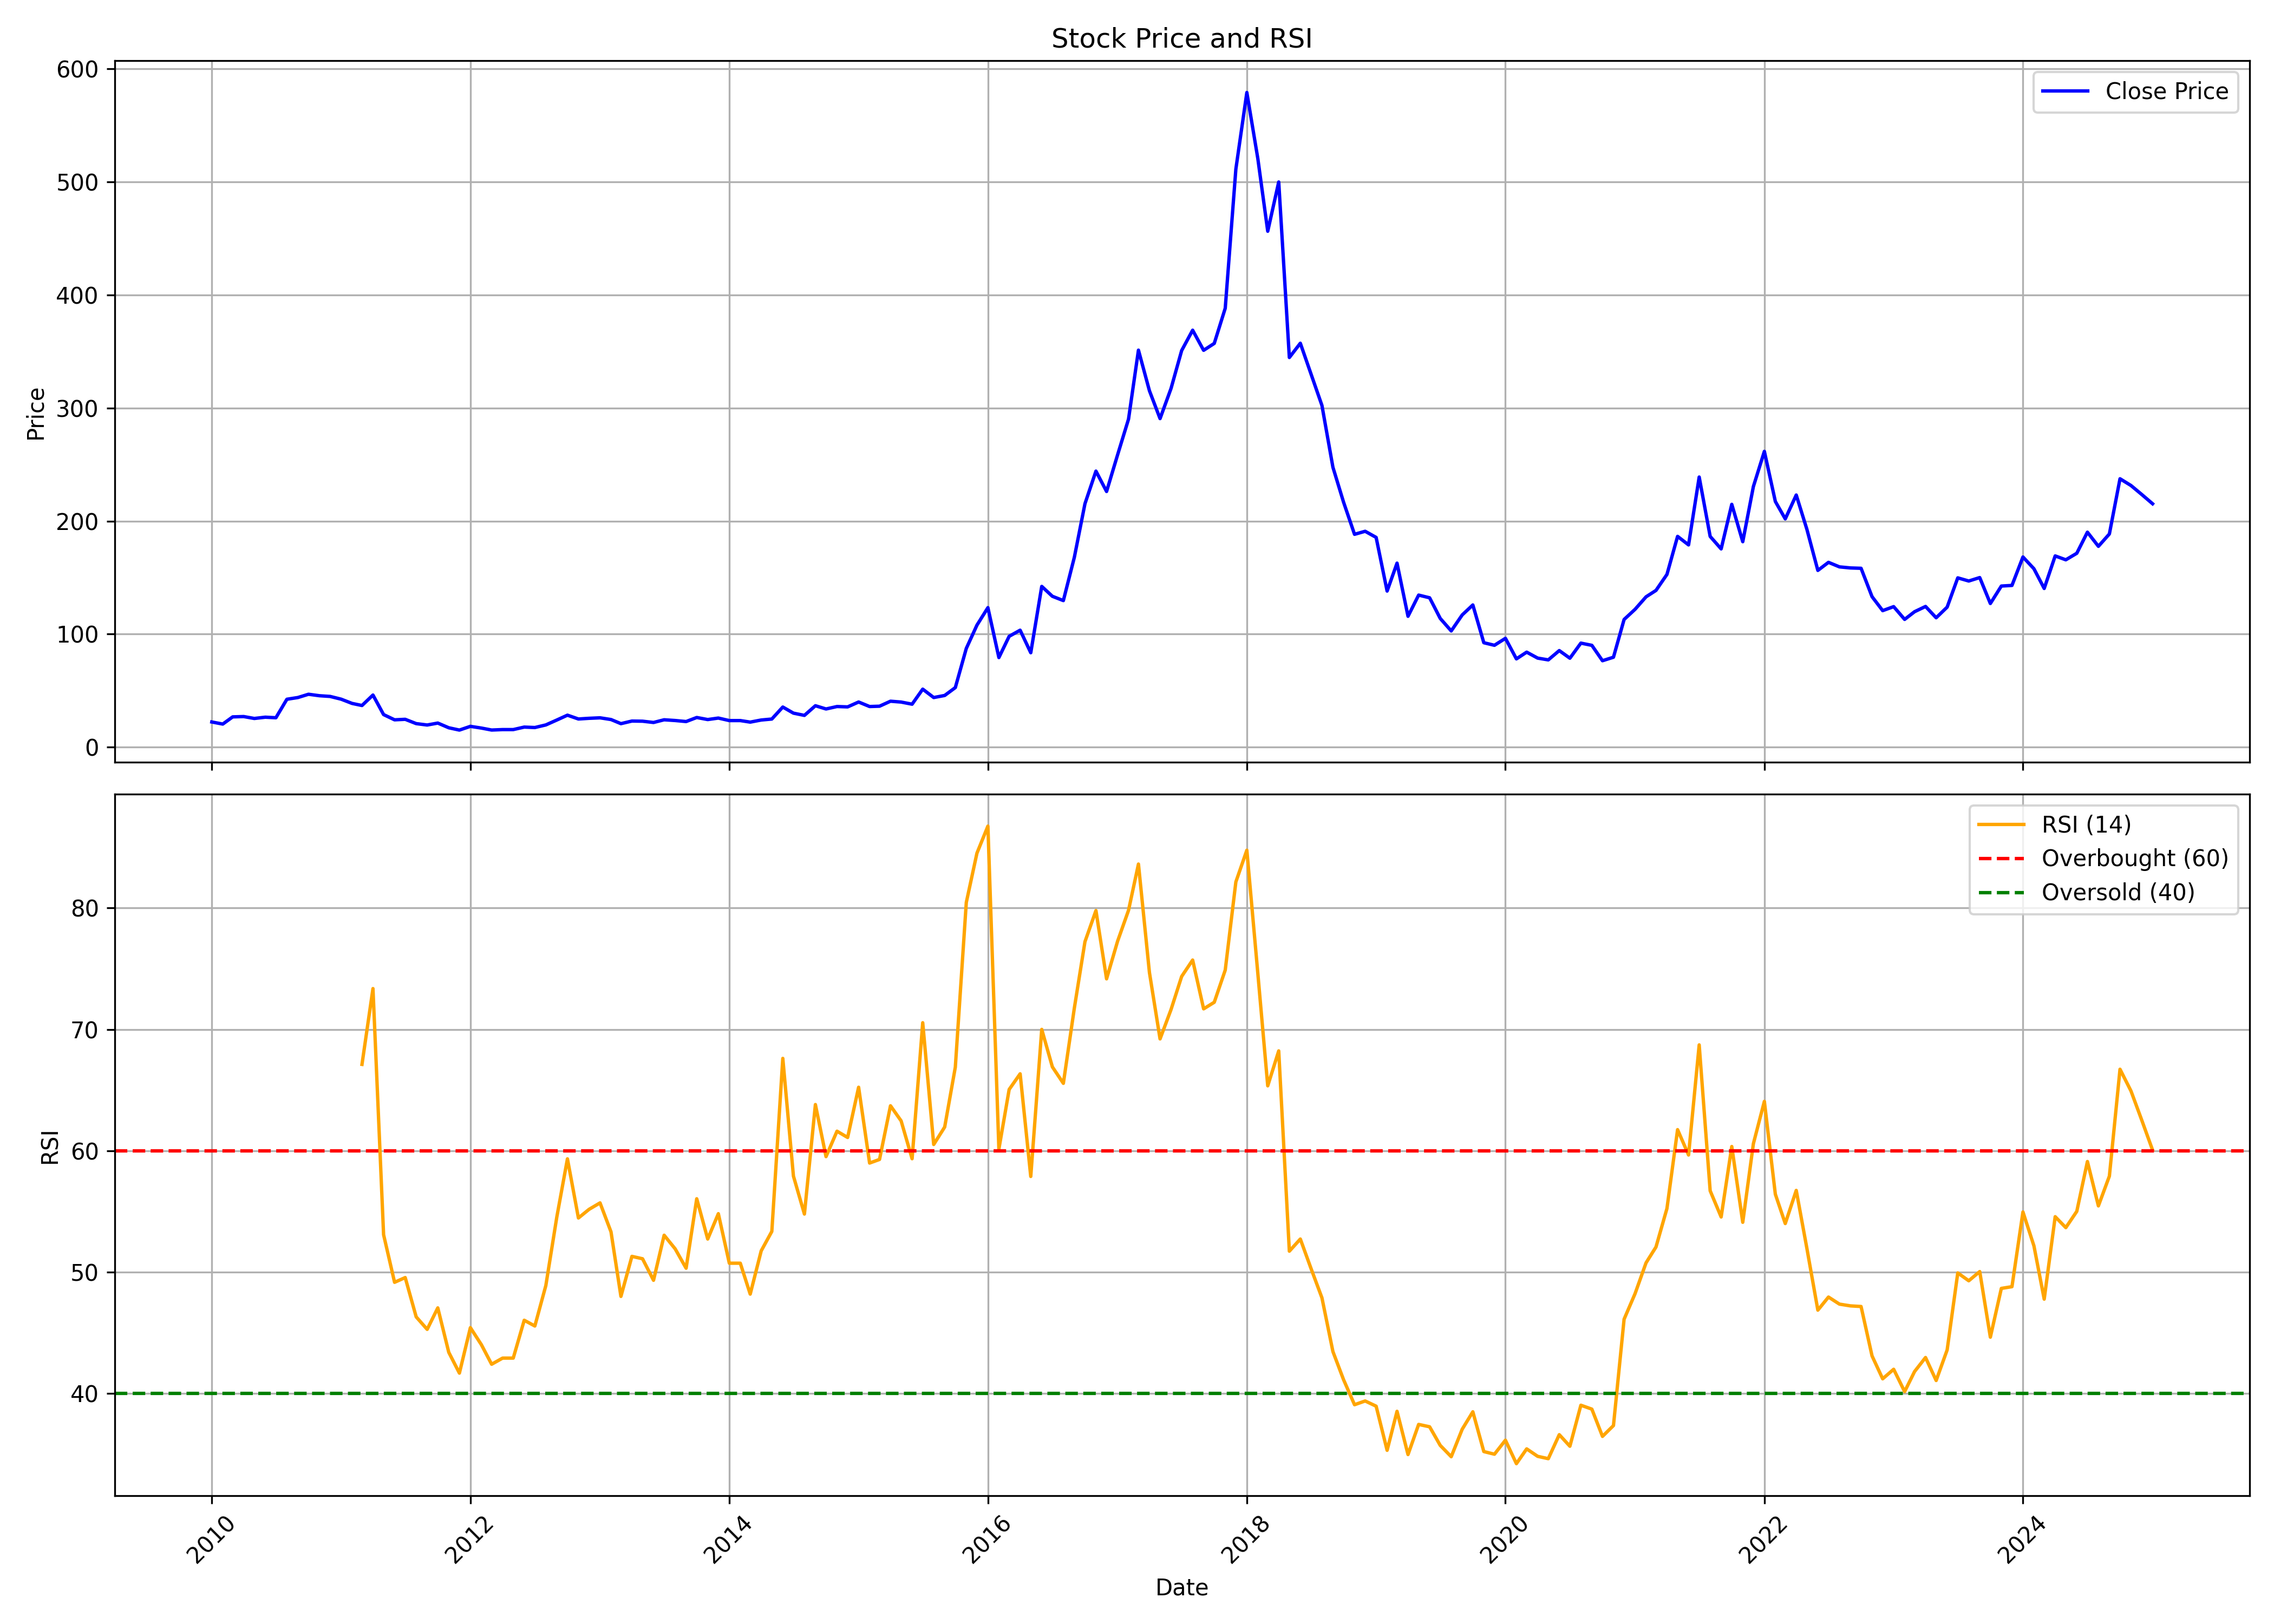 Stock Price and RSI
Close Price
Price
600
500
400
300
200
100
0
RSI (14)
Overbought (60)
Oversold (40)
RSI
80
70
60
50
40
2010
2012
2014
2016
2018
2020
2022
2024
Date